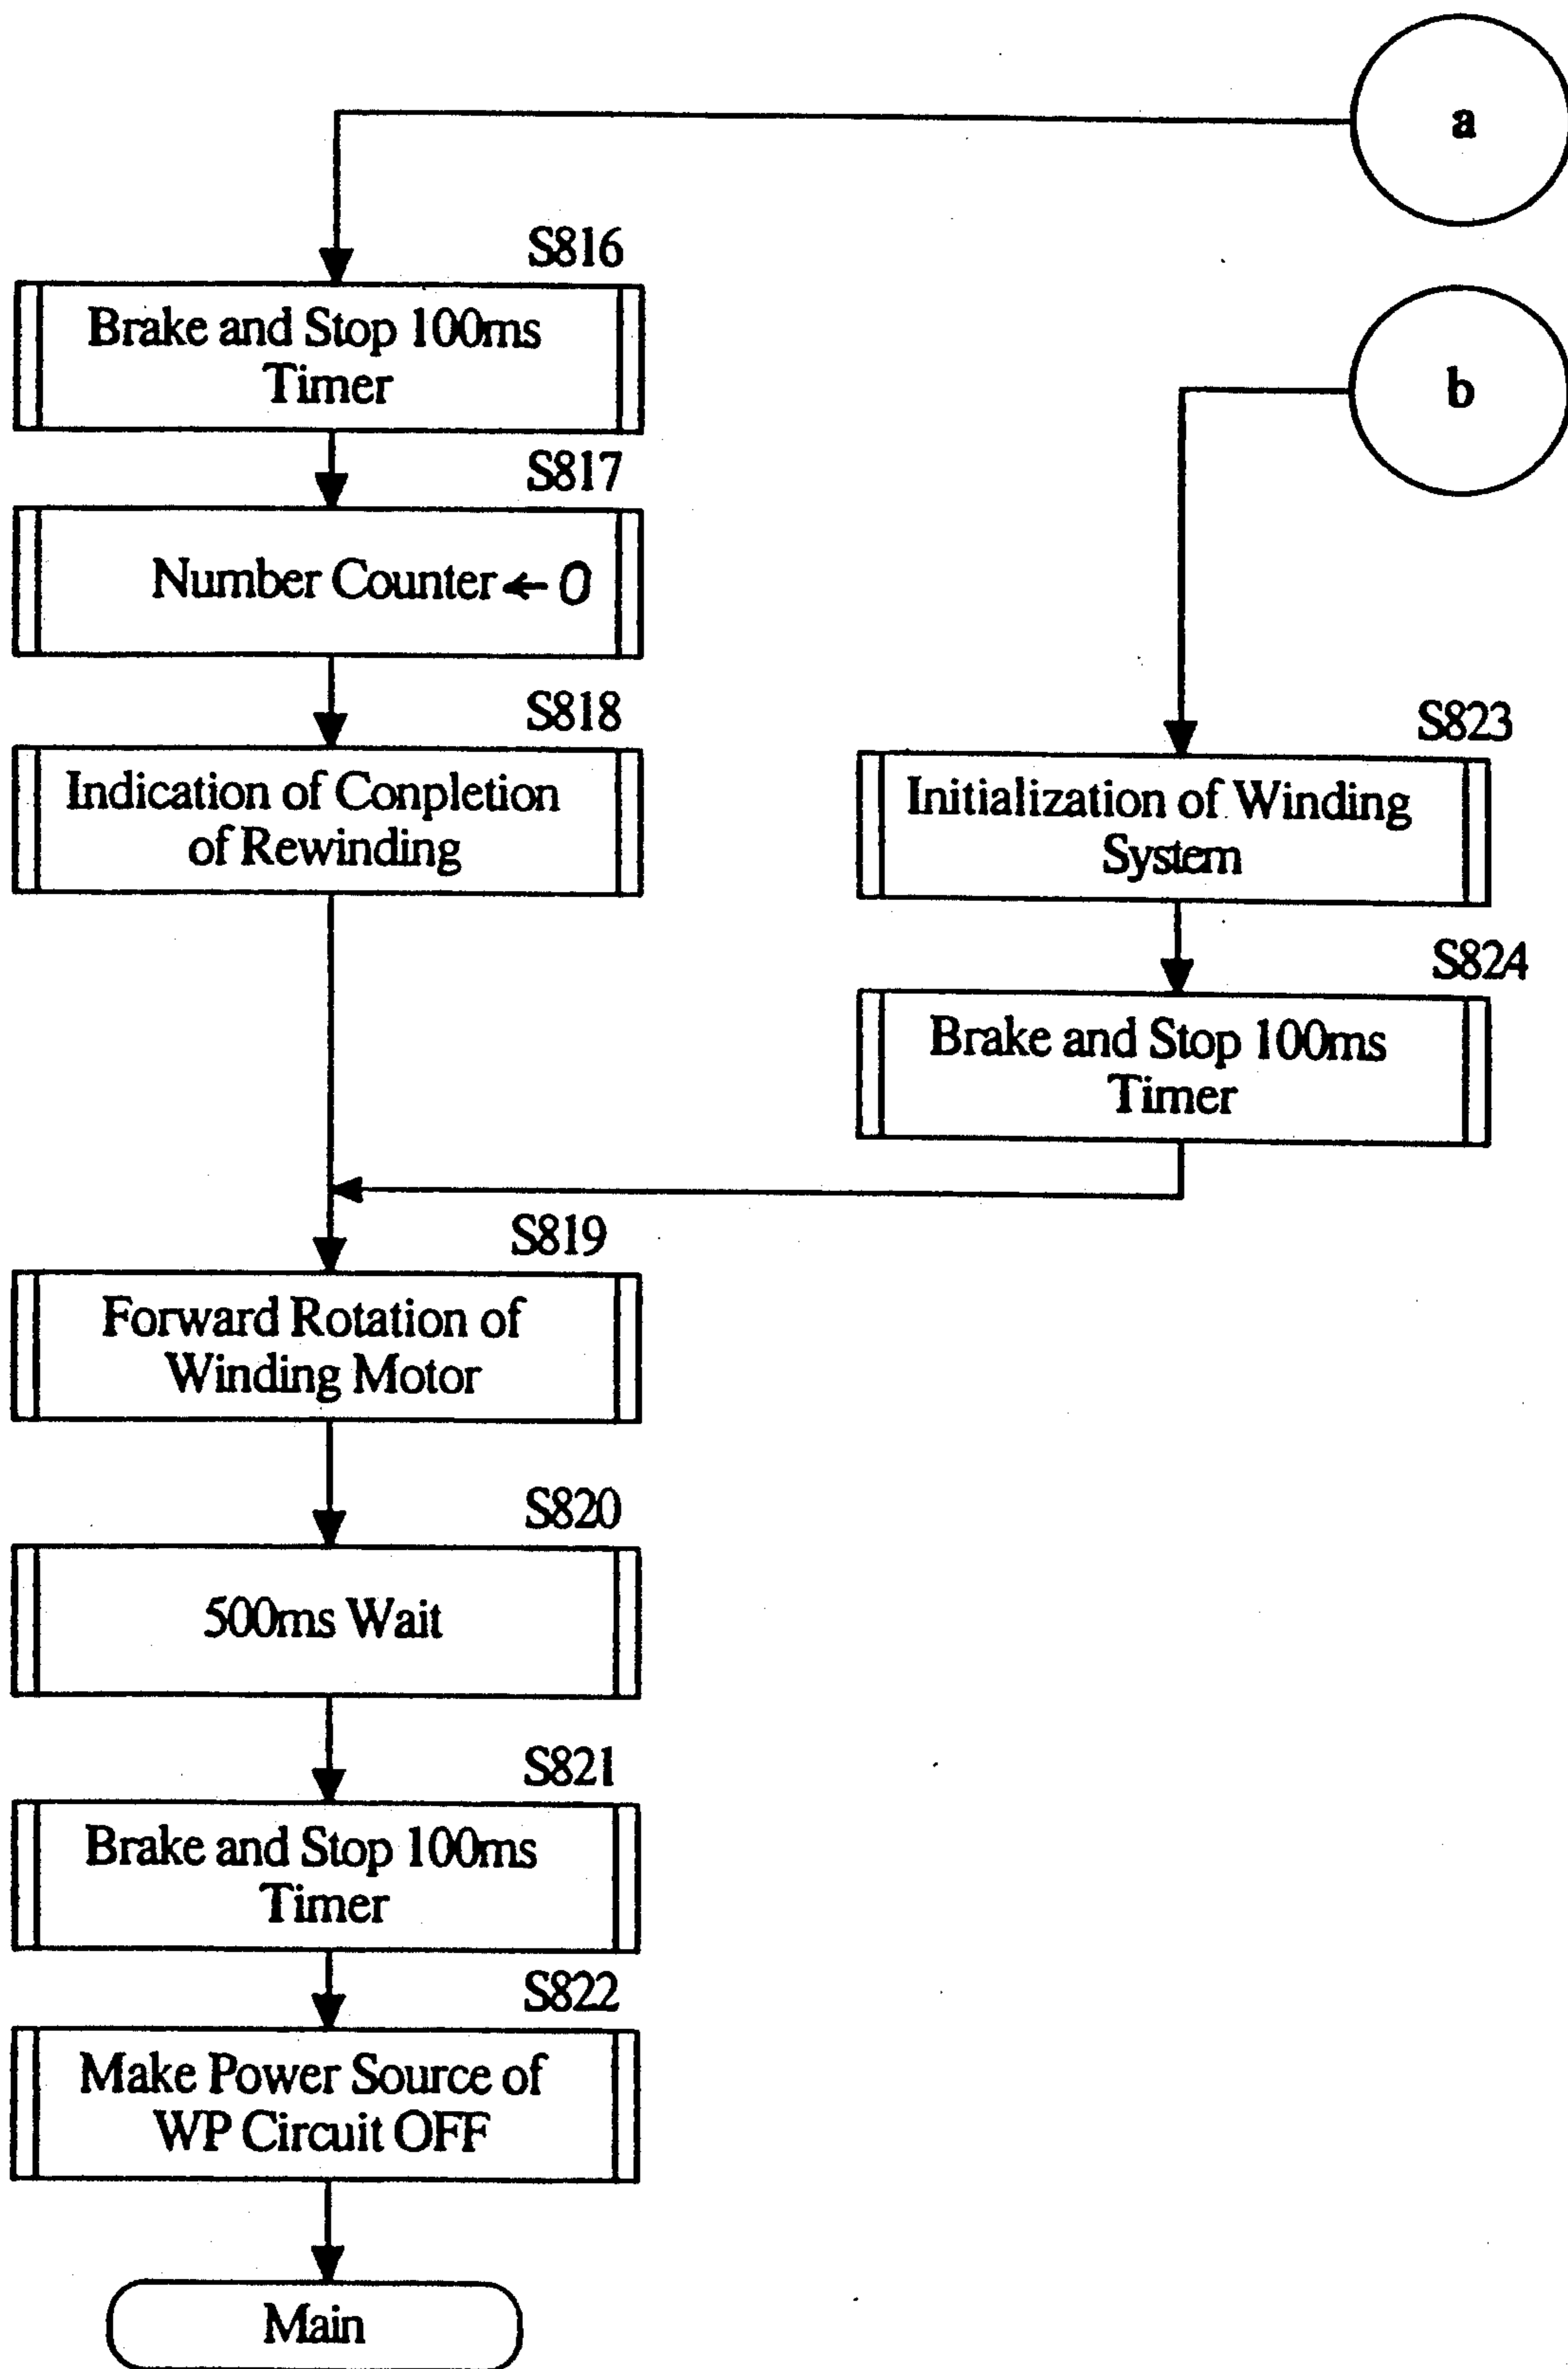 a
S816
Brake and Stop 100ms
Timer
b
S817
Number Counter ← 0
S818
Indication of Conpletion
of Rewinding
S823
Initialization of Winding
System
S824
Brake and Stop 100ms
Timer
S819
Forward Rotation of
Winding Motor
S820
500ms Wait
S821
Brake and Stop 100ms
Timer
S822
Make Power Source of
WP Circuit OFF
Main